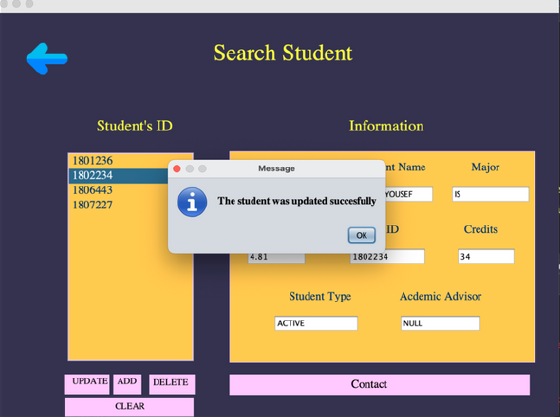 Search Student
Student's ID
Information
1801236
1802234
1806443
1807227
Message
The student was updated succesfully
OK
Name
Major
YOUSEF
IS
ID
Credits
4.81
1802234
34
Student Type
Acdemic Advisor
ACTIVE
NULL
UPDATE
ADD
DELETE
CLEAR
Contact